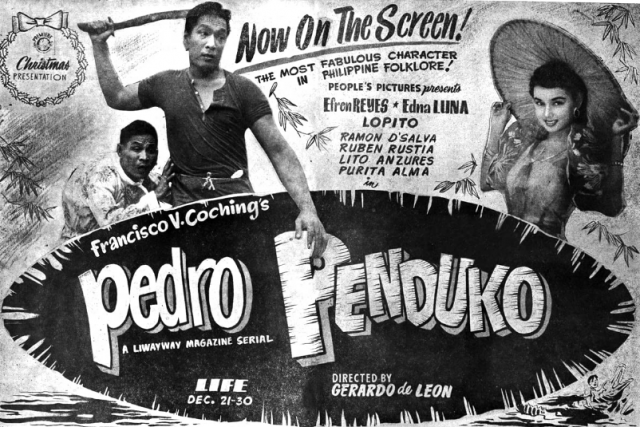 PREMIERE
Christmas
PRESENTATION
NOW ON THE SCREEN!
THE MOST FABULOUS CHARACTER
IN PHILIPPINE FOLKLORE!
PEOPLE'S PICTURES presents
Efren REYES * Edna LUNA
LOPITO
RAMON D'SALVA
RUBEN RUSTIA
LITO ANZURES
PURITA ALMA
in
Francisco V. Coching's
PEDRO PENDUKO
A LIWAYWAY MAGAZINE SERIAL
LIFE
DEC. 21-30
DIRECTED BY
GERARDO de LEON